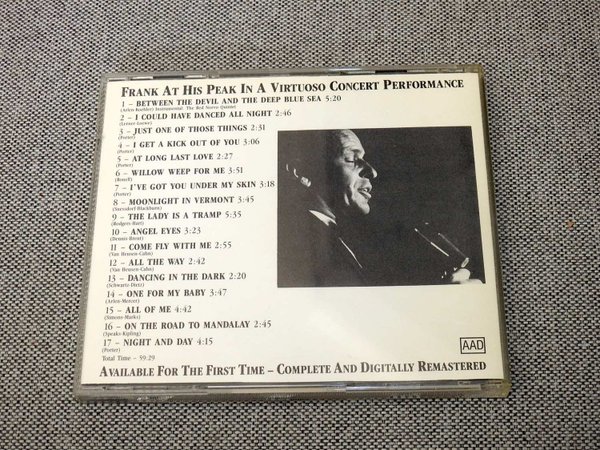 FRANK AT HIS PEAK IN A VIRTUOSO CONCERT PERFORMANCE
1 – BETWEEN THE DEVIL AND THE DEEP BLUE SEA 5:20
(Arlen-Koehler) Instrumental The Red Norvo Quintet
2 – I COULD HAVE DANCED ALL NIGHT 2:46
(Lerner-Loewe)
3 – JUST ONE OF THOSE THINGS 2:31
(Porter)
4 – I GET A KICK OUT OF YOU 3:06
(Porter)
5 – AT LONG LAST LOVE 2:27
(Porter)
6 – WILLOW WEEP FOR ME 3:51
(Ronell)
7 – I'VE GOT YOU UNDER MY SKIN 3:18
(Porter)
8 – MOONLIGHT IN VERMONT 3:45
(Suessdorf-Blackburn)
9 – THE LADY IS A TRAMP 5:35
(Rodgers-Hart)
10 – ANGEL EYES 3:23
(Dennis-Brent)
11 – COME FLY WITH ME 2:55
(Van Heusen-Cahn)
12 – ALL THE WAY 2:42
(Van Heusen-Cahn)
13 – DANCING IN THE DARK 2:20
(Schwartz-Dietz)
14 – ONE FOR MY BABY 3:47
(Arlen-Mercer)
15 – ALL OF ME 4:42
(Simons-Marks)
16 – ON THE ROAD TO MANDALAY 2:45
(Speaks-Kipling)
17 – NIGHT AND DAY 4:15
(Porter)
Total Time – 59.29
AAD
AVAILABLE FOR THE FIRST TIME – COMPLETE AND DIGITALLY REMASTERED